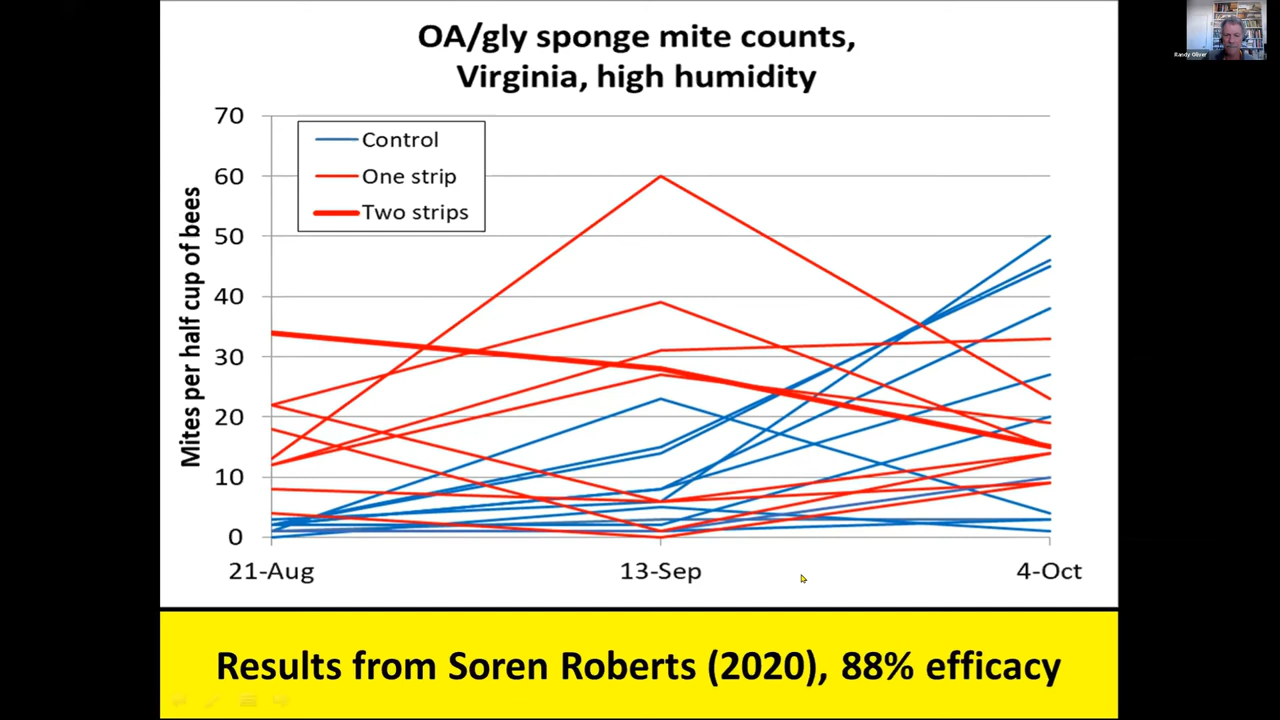 OA/gly sponge mite counts,
Virginia, high humidity
Randy Oliver
Mites per half cup of bees
70
60
50
40
30
20
10
0
Control
One strip
Two strips
21-Aug
13-Sep
4-Oct
Results from Soren Roberts (2020), 88% efficacy